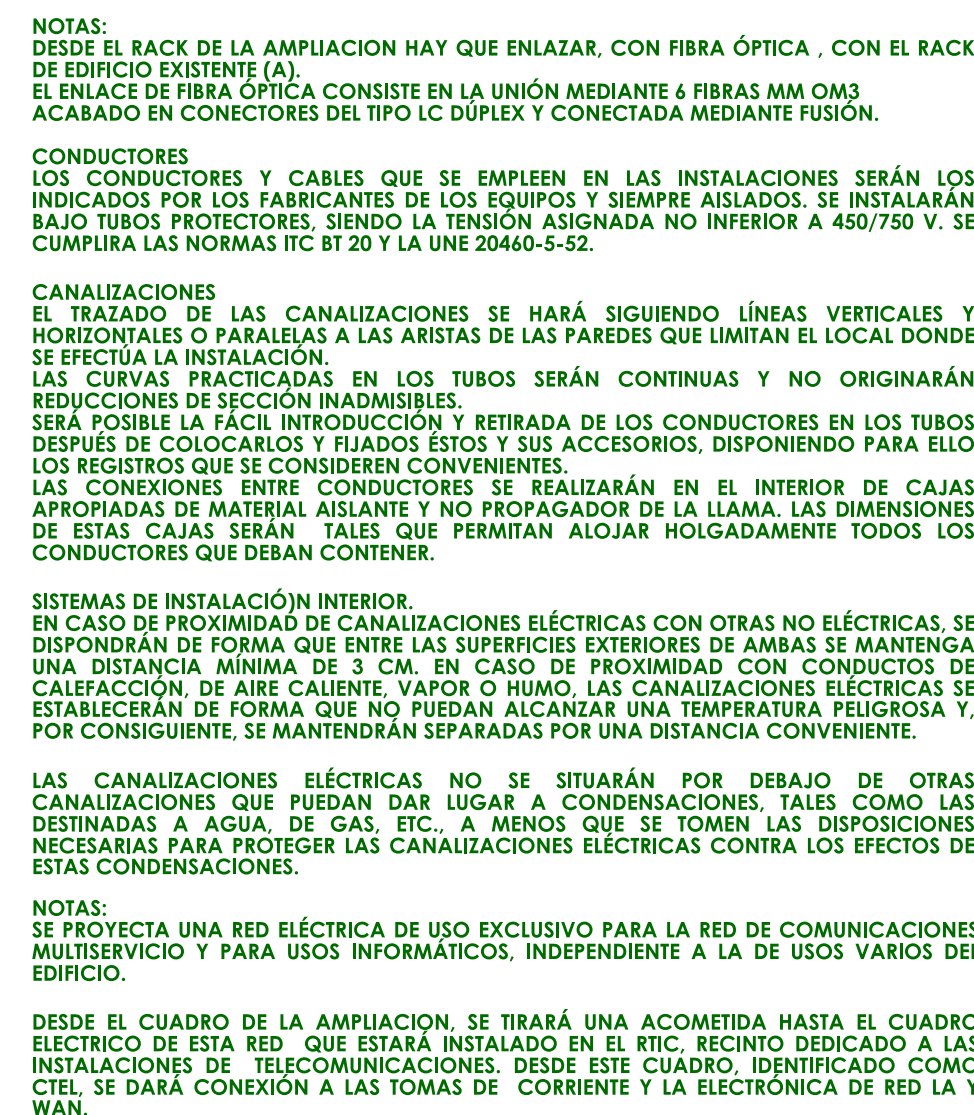 NOTAS:
DESDE EL RACK DE LA AMPLIACION HAY QUE ENLAZAR, CON FIBRA ÓPTICA , CON EL RACK
DE EDIFICIO EXISTENTE (A).
EL ENLACE DE FIBRA ÓPTICA CONSISTE EN LA UNIÓN MEDIANTE 6 FIBRAS MM OM3
ACABADO EN CONECTORES DEL TIPO LC DÚPLEX Y CONECTADA MEDIANTE FUSIÓN.
CONDUCTORES
LOS CONDUCTORES Y CABLES QUE SE EMPLEEN EN LAS INSTALACIONES SERÁN LOS
INDICADOS POR LOS FABRICANTES DE LOS EQUIPOS Y SIEMPRE AISLADOS. SE INSTALARÁN
BAJO TUBOS PROTECTORES, SIENDO LA TENSIÓN ASIGNADA NO INFERIOR A 450/750 V. SE
CUMPLIRA LAS NORMAS ITC BT 20 Y LA UNE 20460-5-52.
CANALIZACIONES
EL TRAZADO DE LAS CANALIZACIONES SE HARÁ SIGUIENDO LÍNEAS VERTICALES Y
HORIZONTALES O PARALELAS A LAS ARISTAS DE LAS PAREDES QUE LIMITAN EL LOCAL DONDE
SE EFECTÚA LA INSTALACIÓN.
LAS CURVAS PRACTICADAS EN LOS TUBOS SERÁN CONTINUAS Y NO ORIGINARÁN
REDUCCIONES DE SECCIÓN INADMISIBLES.
SERÁ POSIBLE LA FÁCIL INTRODUCCIÓN Y RETIRADA DE LOS CONDUCTORES EN LOS TUBOS
DESPUÉS DE COLOCARLOS Y FIJADOS ÉSTOS Y SUS ACCESORIOS, DISPONIENDO PARA ELLO
LOS REGISTROS QUE SE CONSIDEREN CONVENIENTES.
LAS CONEXIONES ENTRE CONDUCTORES SE REALIZARÁN EN EL INTERIOR DE CAJAS
APROPIADAS DE MATERIAL AISLANTE Y NO PROPAGADOR DE LA LLAMA. LAS DIMENSIONES
DE ESTAS CAJAS SERÁN TALES QUE PERMITAN ALOJAR HOLGADAMENTE TODOS LOS
CONDUCTORES QUE DEBAN CONTENER.
SISTEMAS DE INSTALACIÓ)N INTERIOR.
EN CASO DE PROXIMIDAD DE CANALIZACIONES ELÉCTRICAS CON OTRAS NO ELÉCTRICAS, SE
DISPONDRÁN DE FORMA QUE ENTRE LAS SUPERFICIES EXTERIORES DE AMBAS SE MANTENGA
UNA DISTANCIA MÍNIMA DE 3 CM. EN CASO DE PROXIMIDAD CON CONDUCTOS DE
CALEFACCIÓN, DE AIRE CALIENTE, VAPOR O HUMO, LAS CANALIZACIONES ELÉCTRICAS SE
ESTABLECERÁN DE FORMA QUE NO PUEDAN ALCANZAR UNA TEMPERATURA PELIGROSA Y,
POR CONSIGUIENTE, SE MANTENDRÁN SEPARADAS POR UNA DISTANCIA CONVENIENTE.
LAS CANALIZACIONES ELÉCTRICAS NO SE SITUARÁN POR DEBAJO DE OTRAS
CANALIZACIONES QUE PUEDAN DAR LUGAR A CONDENSACIONES, TALES COMO LAS
DESTINADAS A AGUA, DE GAS, ETC., A MENOS QUE SE TOMEN LAS DISPOSICIONES
NECESARIAS PARA PROTEGER LAS CANALIZACIONES ELÉCTRICAS CONTRA LOS EFECTOS DE
ESTAS CONDENSACIONES.
NOTAS:
SE PROYECTA UNA RED ELÉCTRICA DE USO EXCLUSIVO PARA LA RED DE COMUNICACIONES
MULTISERVICIO Y PARA USOS INFORMÁTICOS, INDEPENDIENTE A LA DE USOS VARIOS DEL
EDIFICIO.
DESDE EL CUADRO DE LA AMPLIACION, SE TIRARÁ UNA ACOMETIDA HASTA EL CUADRO
ELECTRICO DE ESTA RED QUE ESTARÁ INSTALADO EN EL RTIC, RECINTO DEDICADO A LAS
INSTALACIONES DE TELECOMUNICACIONES. DESDE ESTE CUADRO, IDENTIFICADO COMO
CTEL, SE DARÁ CONEXIÓN A LAS TOMAS DE CORRIENTE Y LA ELECTRÓNICA DE RED LA Y
WAN.